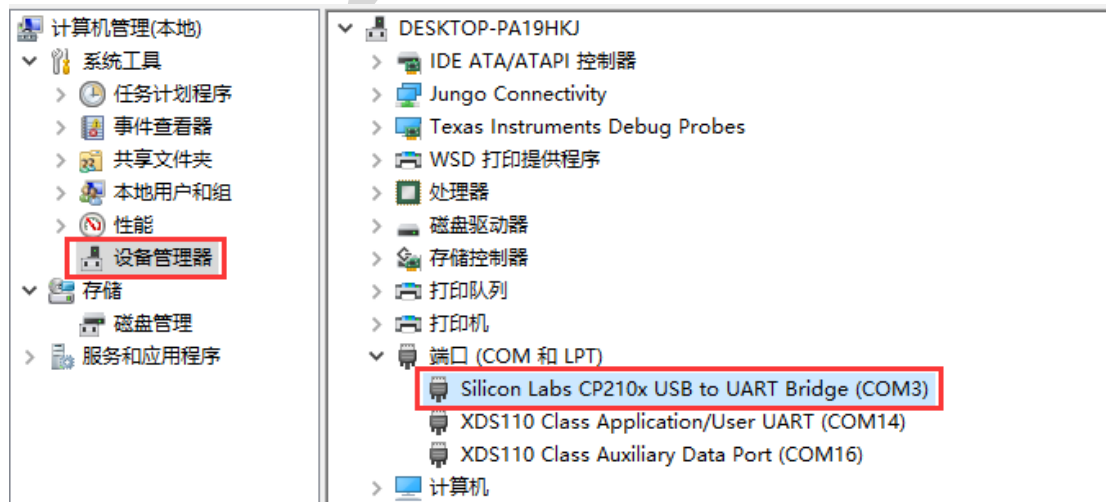 计算机管理(本地)
系统工具
任务计划程序
事件查看器
共享文件夹
本地用户和组
性能
设备管理器
存储
磁盘管理
服务和应用程序
DESKTOP-PA19HKJ
IDE ATA/ATAPI 控制器
Jungo Connectivity
Texas Instruments Debug Probes
WSD 打印提供程序
处理器
磁盘驱动器
存储控制器
打印队列
打印机
端口 (COM 和 LPT)
Silicon Labs CP210x USB to UART Bridge (COM3)
XDS110 Class Application/User UART (COM14)
XDS110 Class Auxiliary Data Port (COM16)
计算机